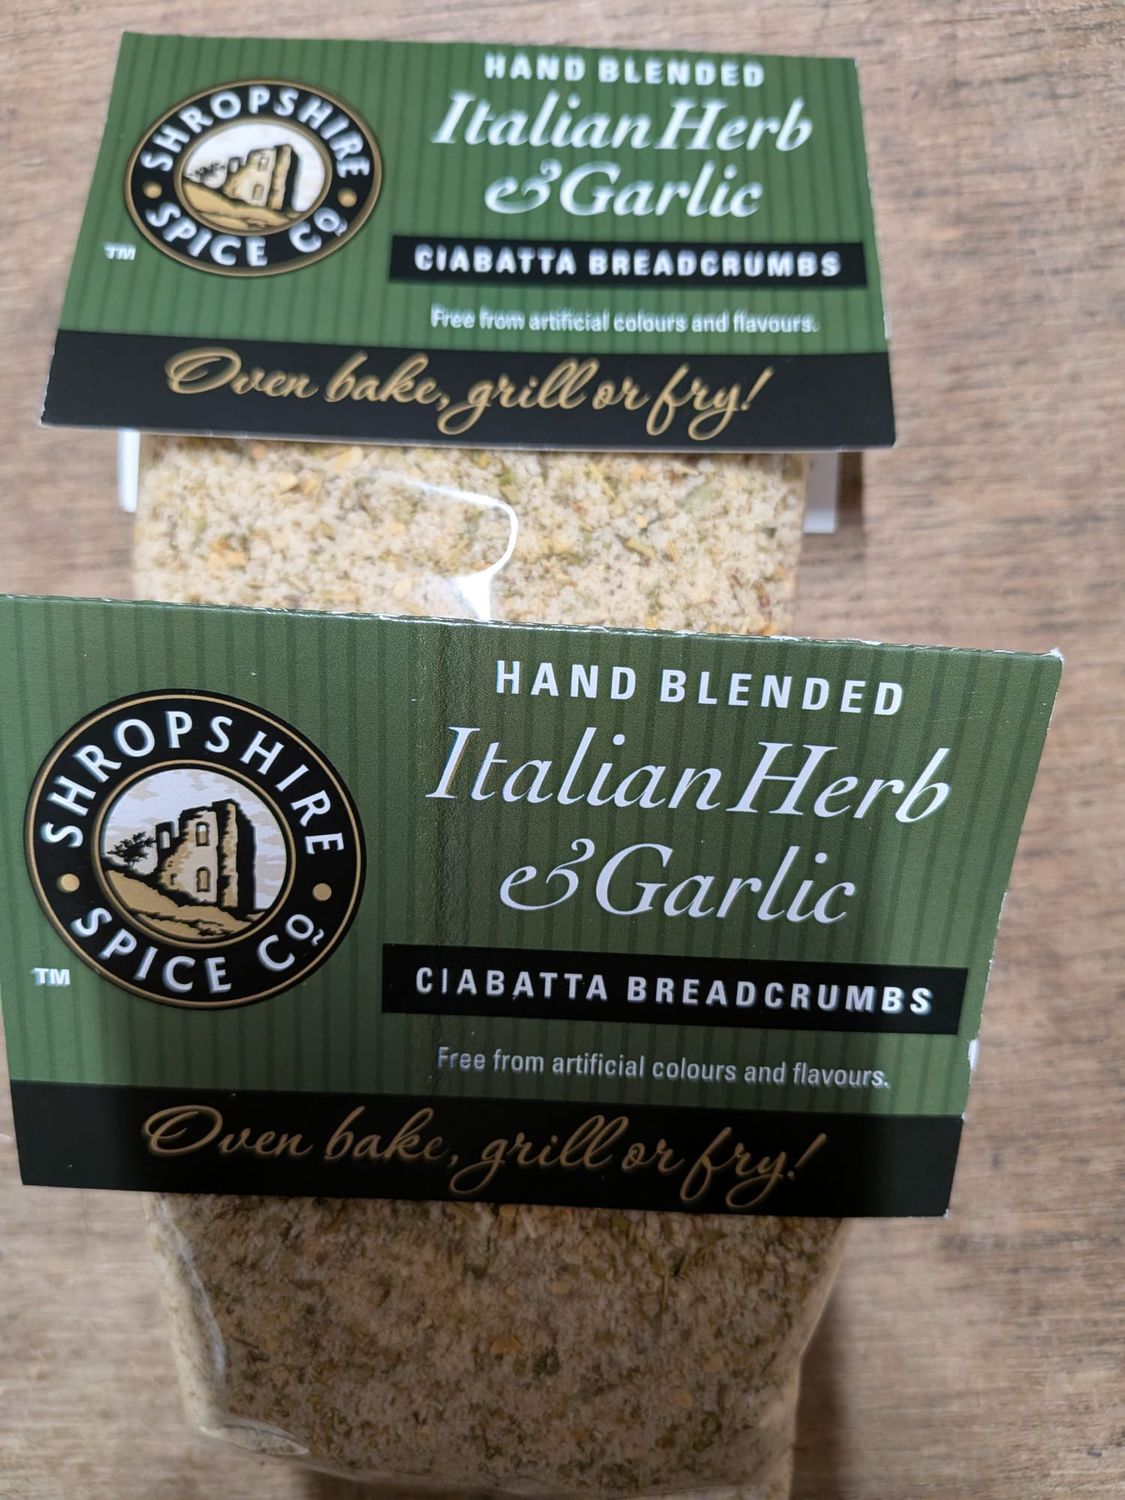 SHROPSHIRE
SPICE CO.
TM
HAND BLENDED
Italian Herb
& Garlic
CIABATTA BREADCRUMBS
Free from artificial colours and flavours.
Oven bake, grill or fry!
SHROPSHIRE
SPICE CO.
TM
HAND BLENDED
Italian Herb
& Garlic
CIABATTA BREADCRUMBS
Free from artificial colours and flavours.
Oven bake, grill or fry!